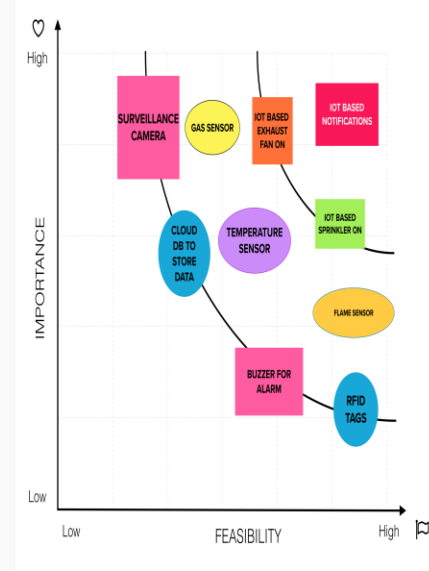 High
SURVEILLANCE
CAMERA
GAS SENSOR
IOT BASED
EXHAUST
FAN ON
IOT BASED
NOTIFICATIONS
CLOUD
DB TO
STORE
DATA
TEMPERATURE
SENSOR
IOT BASED
SPRINKLER ON
IMPORTANCE
FLAME SENSOR
BUZZER FOR
ALARM
RFID
TAGS
Low
Low
FEASIBILITY
High